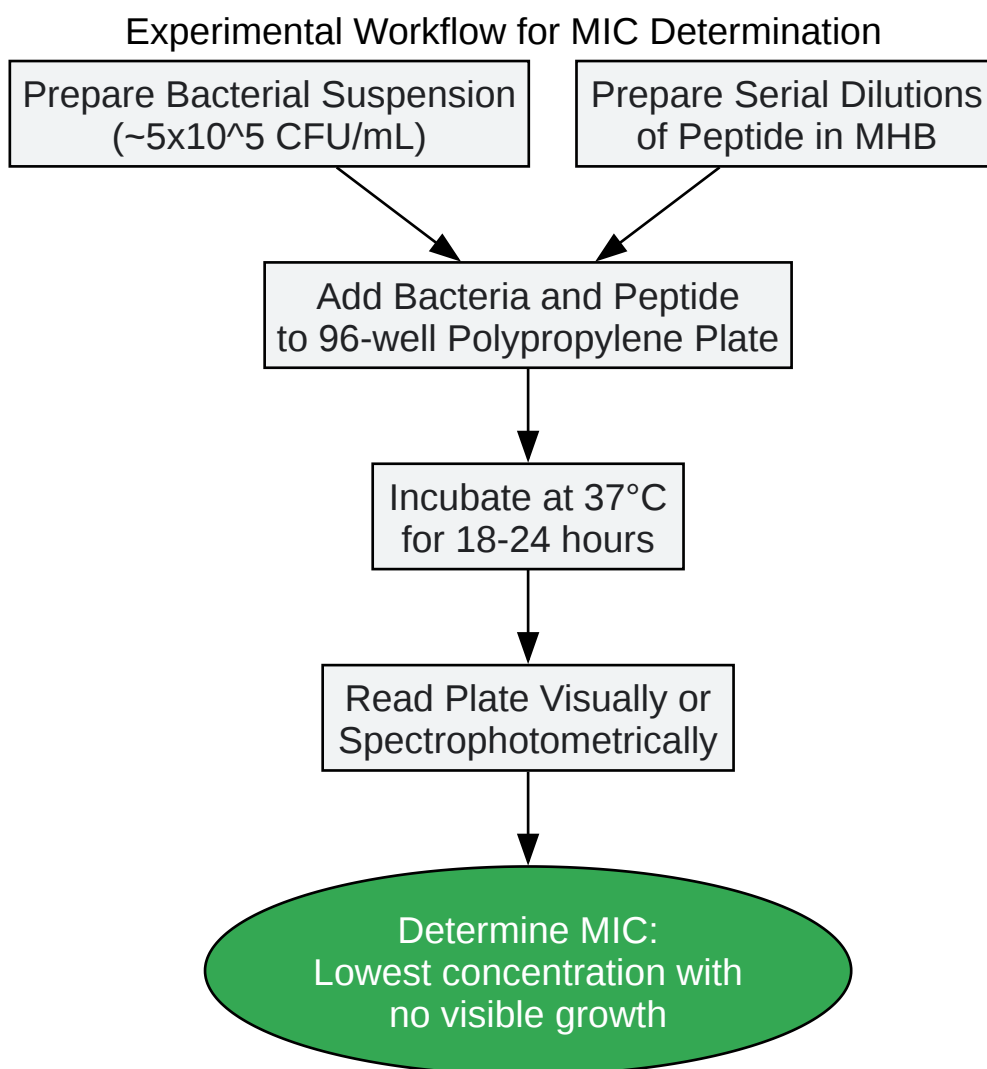 Experimental Workflow for MIC Determination
Prepare Bacterial Suspension
(~5x10^5 CFU/mL)
Prepare Serial Dilutions
of Peptide in MHB
Add Bacteria and Peptide
to 96-well Polypropylene Plate
Incubate at 37°C
for 18-24 hours
Read Plate Visually or
Spectrophotometrically
Determine MIC:
Lowest concentration with
no visible growth